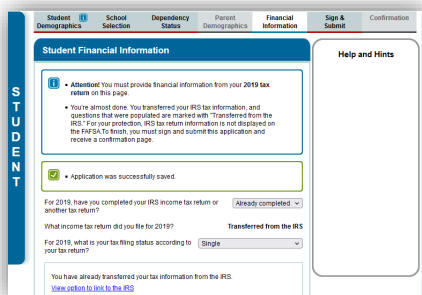 Student Demographics
School Selection
Dependency Status
Parent Demographics
Financial Information
Sign & Submit
Confirmation
STUDENT
Student Financial Information
Help and Hints
• Attention! You must provide financial information from your 2019 tax
return on this page.
• You're almost done. You transferred your IRS tax information, and
questions that were populated are marked with "Transferred from the
IRS." For your protection, IRS tax return information is not displayed on
the FAFSA.To finish, you must sign and submit this application and
receive a confirmation page.
• Application was successfully saved.
For 2019, have you completed your IRS income tax return or
another tax return?
Already completed
What income tax return did you file for 2019?
Transferred from the IRS
For 2019, what is your tax filing status according to
your tax return?
Single
You have already transferred your tax information from the IRS.
View option to link to the IRS